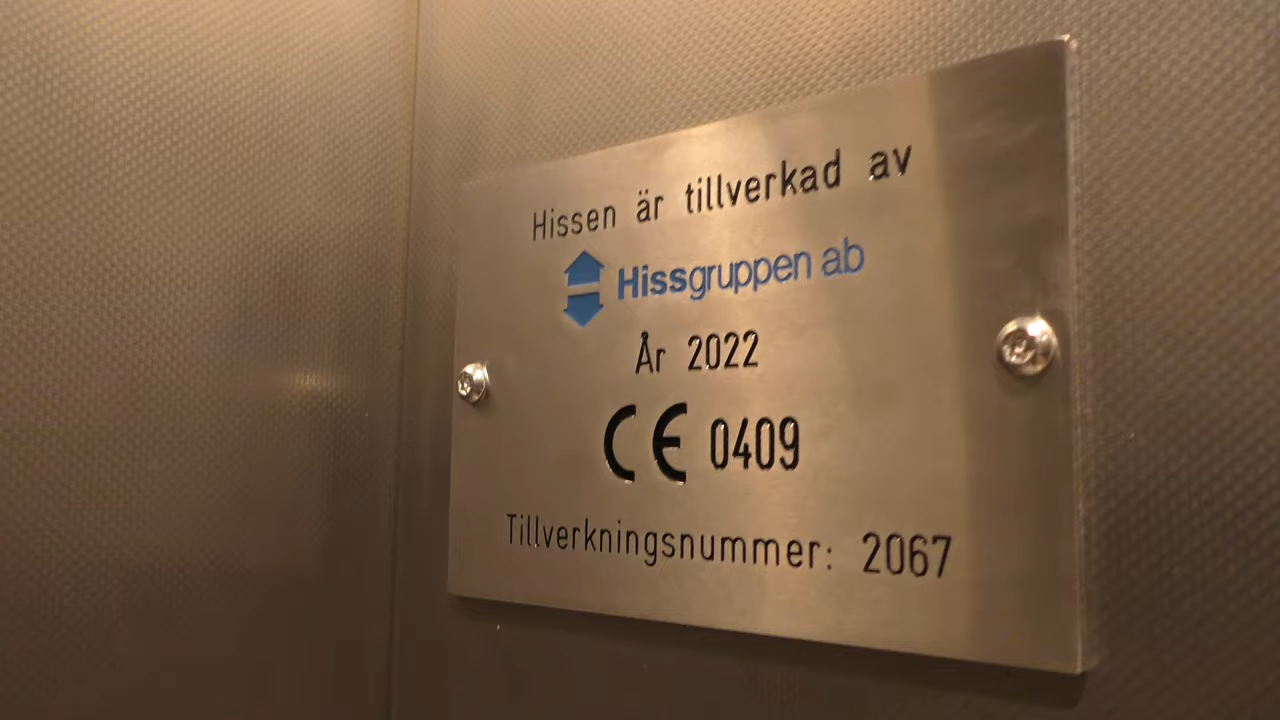 Hissen är tillverkad av
Hissgruppen ab
År 2022
CE 0409
Tillverkningsnummer: 2067